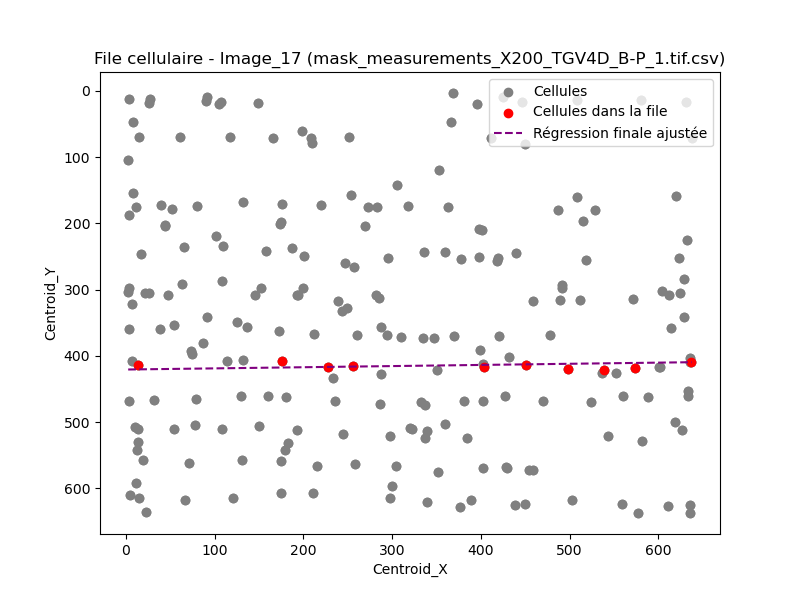 File cellulaire - Image_17 (mask_measurements_X200_TGV4D_B-P_1.tif.csv)
Cellules
Cellules dans la file
Régression finale ajustée
0
100
200
300
400
500
600
Centroid_Y
0 100 200 300 400 500 600
Centroid_X